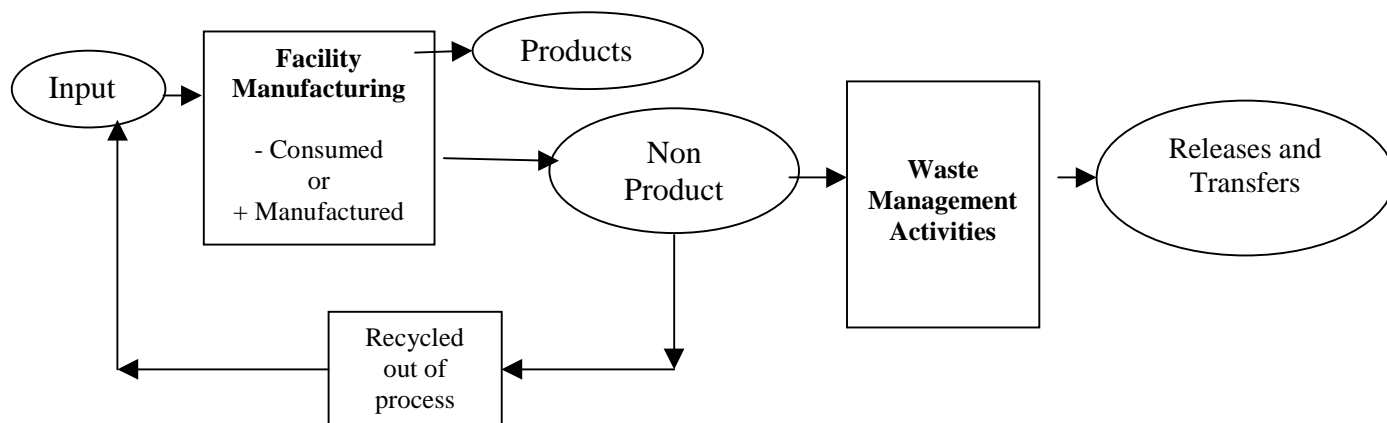 Input
Facility
Manufacturing
- Consumed
or
+ Manufactured
Products
Non
Product
Waste
Management
Activities
Releases and
Transfers
Recycled
out of
process